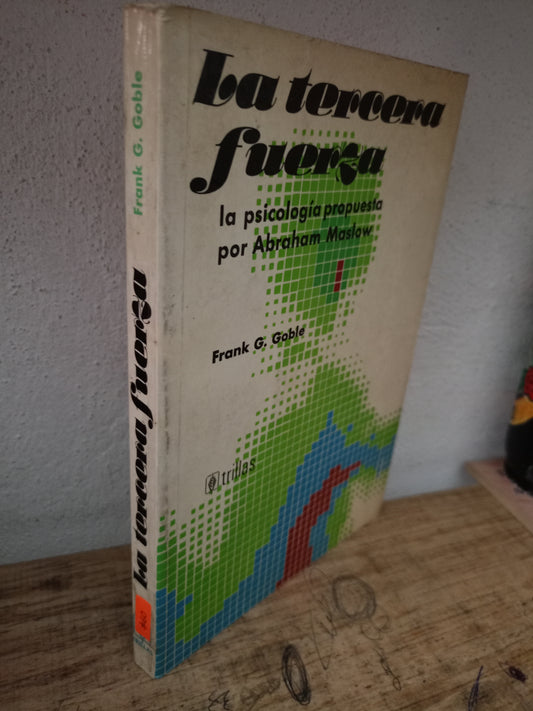 La tercera
fuerza
la psicología propuesta
por Abraham Maslow
Frank G. Goble
trillas
La tercera fuerza
Frank G. Goble